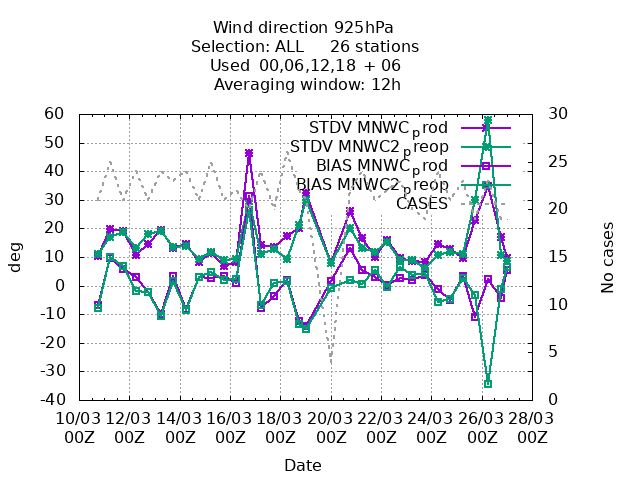 Wind direction 925hPa
Selection: ALL 26 stations
Used 00,06,12,18 + 06
Averaging window: 12h
60
50
40
30
20
10
0
-10
-20
-30
-40
deg
30
25
20
15
10
5
0
No cases
STDV MNWC_prod
STDV MNWC2_preop
BIAS MNWC_prod
BIAS MNWC2_preop
CASES
10/03 12/03 14/03 16/03 18/03 20/03 22/03 24/03 26/03 28/03
00Z 00Z 00Z 00Z 00Z 00Z 00Z 00Z 00Z 00Z
Date